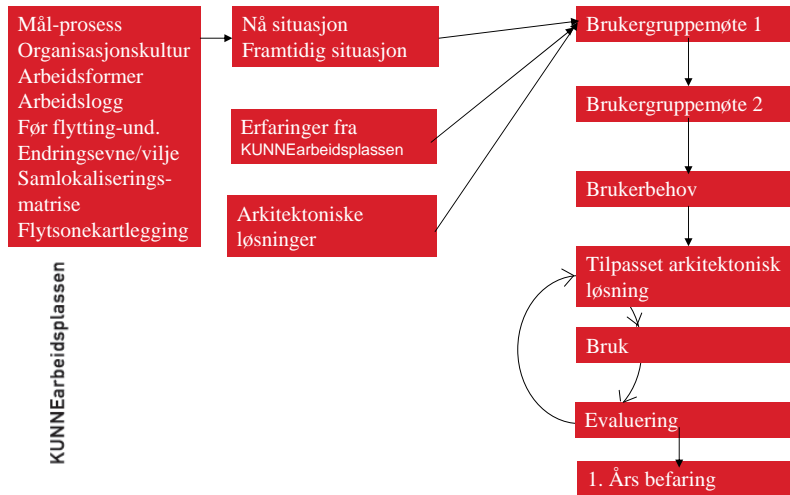 Mål-prosess
Organisasjonskultur
Arbeidsformer
Arbeidslogg
Før flytting-und.
Endringsevne/vilje
Samlokaliserings-
matrise
Flytsonekartlegging
Nå situasjon
Framtidig situasjon
Erfaringer fra
KUNNEarbeidsplassen
Arkitektoniske
løsninger
Brukergruppemøte 1
Brukergruppemøte 2
Brukerbehov
Tilpasset arkitektonisk
løsning
Bruk
Evaluering
1. Års befaring
KUNNEarbeidsplassen